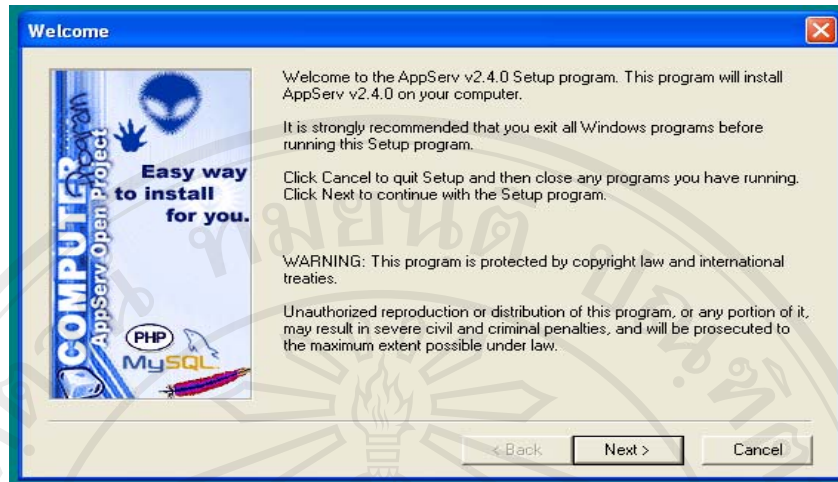 Welcome
Welcome to the AppServ v2.4.0 Setup program. This program will install
AppServ v2.4.0 on your computer.
It is strongly recommended that you exit all Windows programs before
running this Setup program.
Click Cancel to quit Setup and then close any programs you have running.
Click Next to continue with the Setup program.
WARNING: This program is protected by copyright law and international
treaties.
Unauthorized reproduction or distribution of this program, or any portion of it,
may result in severe civil and criminal penalties, and will be prosecuted to
the maximum extent possible under law.
COMPUTER
Program
AppServ Open Project
Easy way
to install
for you.
PHP
MySQL
< Back
Next >
Cancel